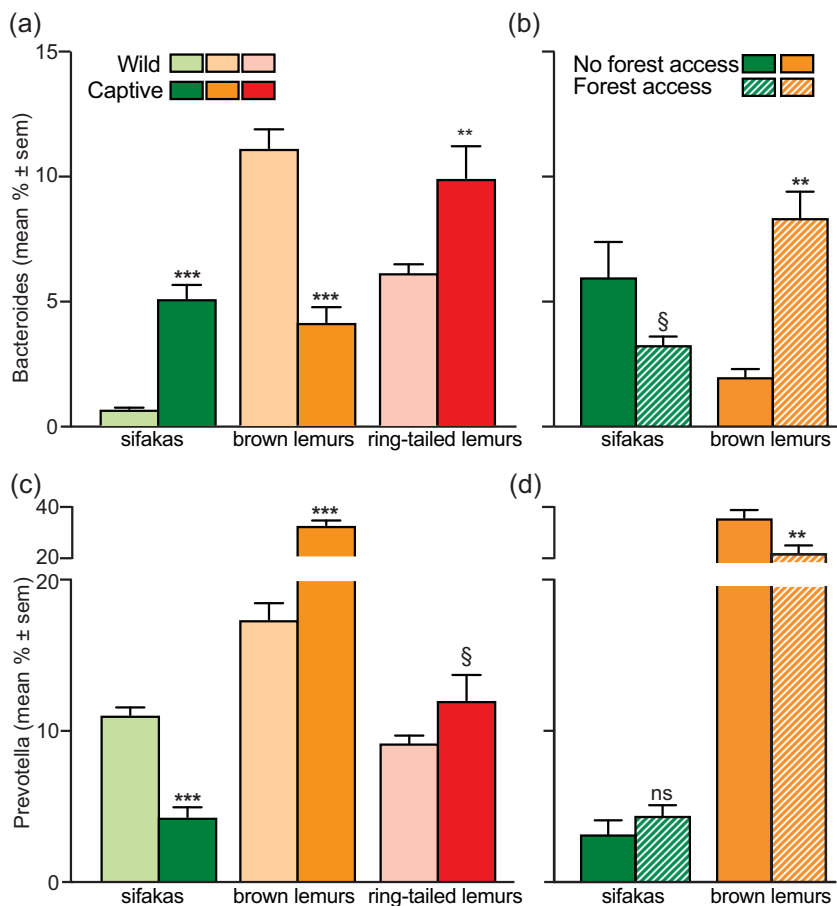 (a)
15
10
5
0
Bacteroides (mean % ± sem)
Wild
Captive
***
***
**
sifakas
brown lemurs
ring-tailed lemurs
(b)
No forest access
Forest access
§
**
sifakas
brown lemurs
(c)
40
20
20
10
0
Prevotella (mean % ± sem)
***
***
§
sifakas
brown lemurs
ring-tailed lemurs
(d)
ns
**
sifakas
brown lemurs